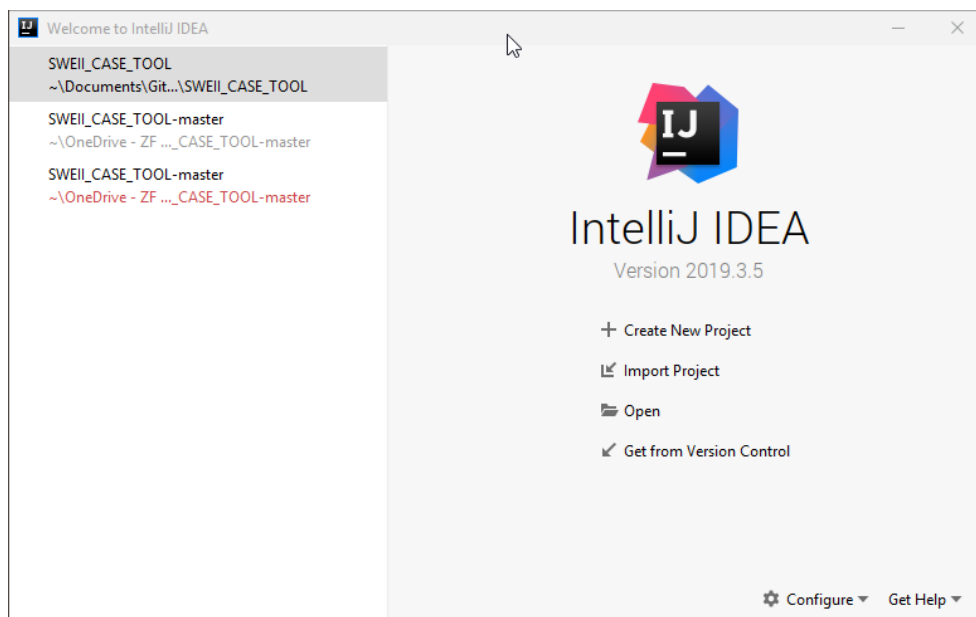 IJ Welcome to IntelliJ IDEA
SWEII_CASE_TOOL
~\Documents\Git...\SWEII_CASE_TOOL
SWEII_CASE_TOOL-master
~\OneDrive - ZF ..._CASE_TOOL-master
SWEII_CASE_TOOL-master
~\OneDrive - ZF ..._CASE_TOOL-master
IJ
IntelliJ IDEA
Version 2019.3.5
Create New Project
Import Project
Open
Get from Version Control
Configure Get Help